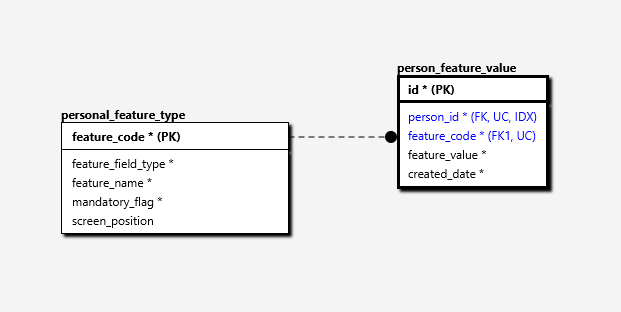 person_feature_value
id * (PK)
person_id * (FK, UC, IDX)
feature_code * (FK1, UC)
feature_value *
created_date *
personal_feature_type
feature_code * (PK)
feature_field_type *
feature_name *
mandatory_flag *
screen_position